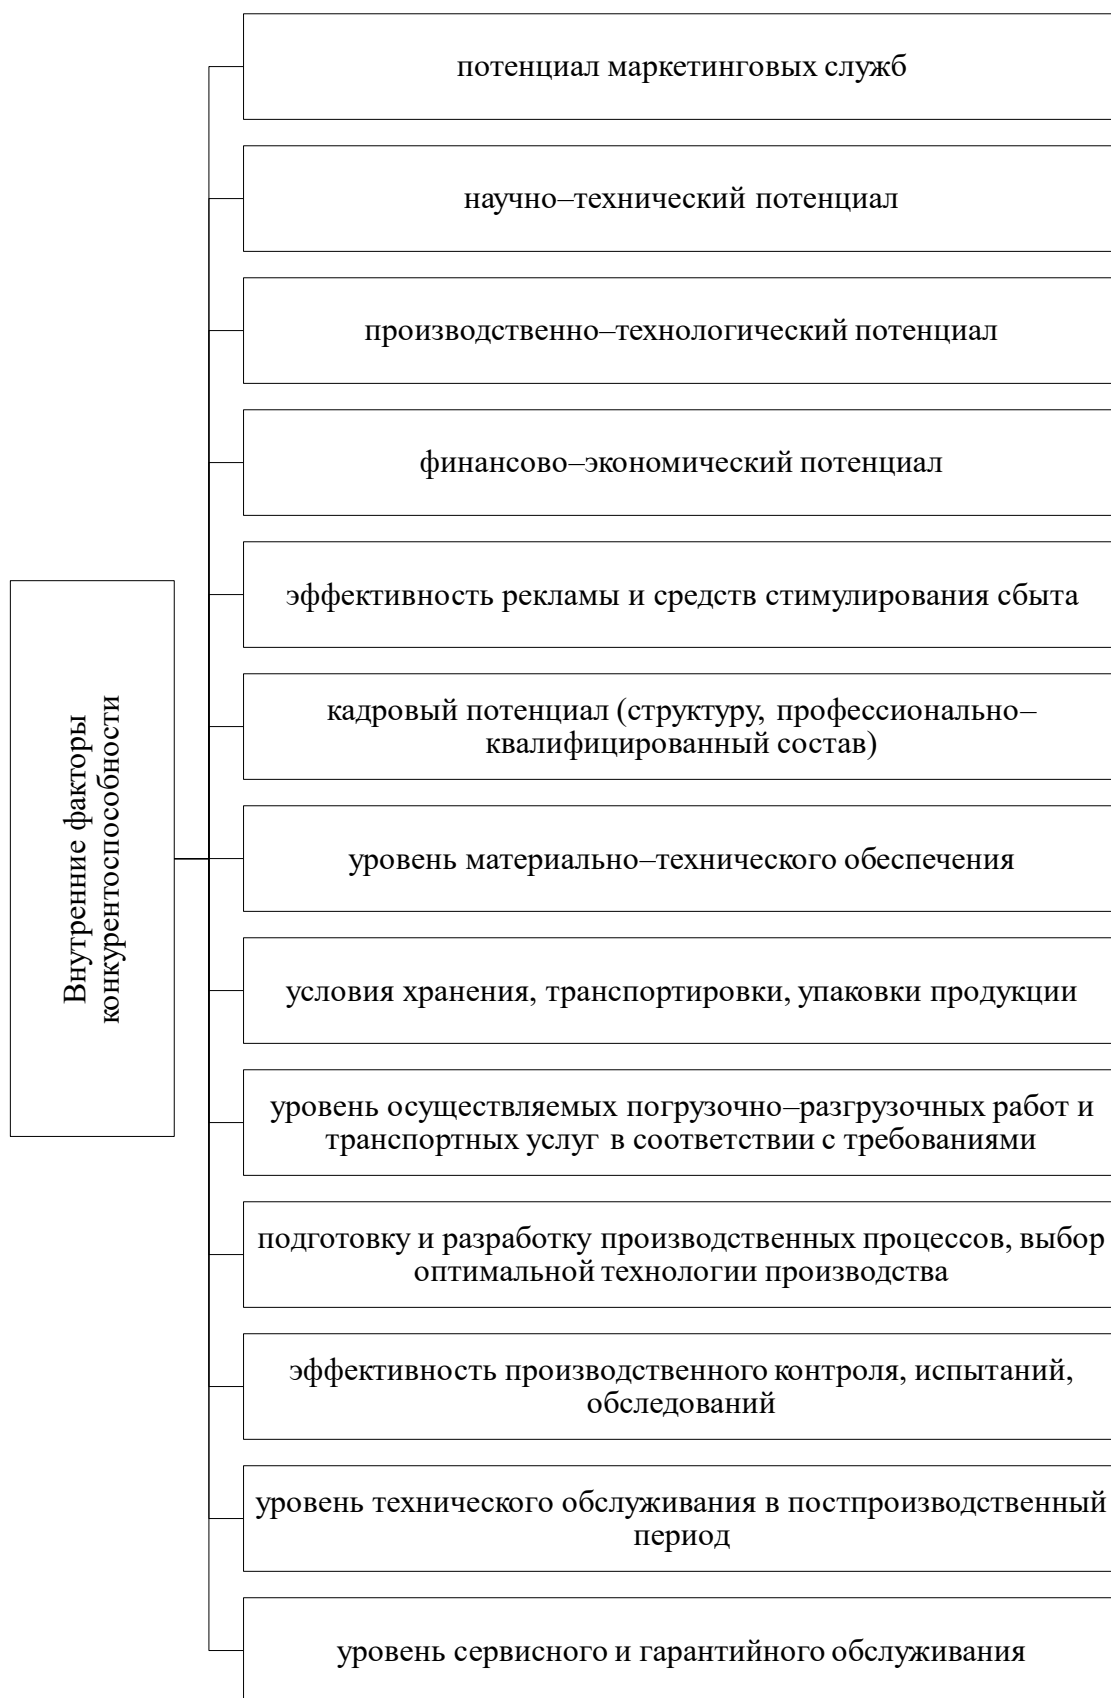 потенциал маркетинговых служб
научно–технический потенциал
производственно–технологический потенциал
финансово–экономический потенциал
эффективность рекламы и средств стимулирования сбыта
Внутренние факторы
конкурентоспособности
кадровый потенциал (структуру, профессионально–
квалифицированный состав)
уровень материально–технического обеспечения
условия хранения, транспортировки, упаковки продукции
уровень осуществляемых погрузочно–разгрузочных работ и
транспортных услуг в соответствии с требованиями
подготовку и разработку производственных процессов, выбор
оптимальной технологии производства
эффективность производственного контроля, испытаний,
обследований
уровень технического обслуживания в постпроизводственный
период
уровень сервисного и гарантийного обслуживания